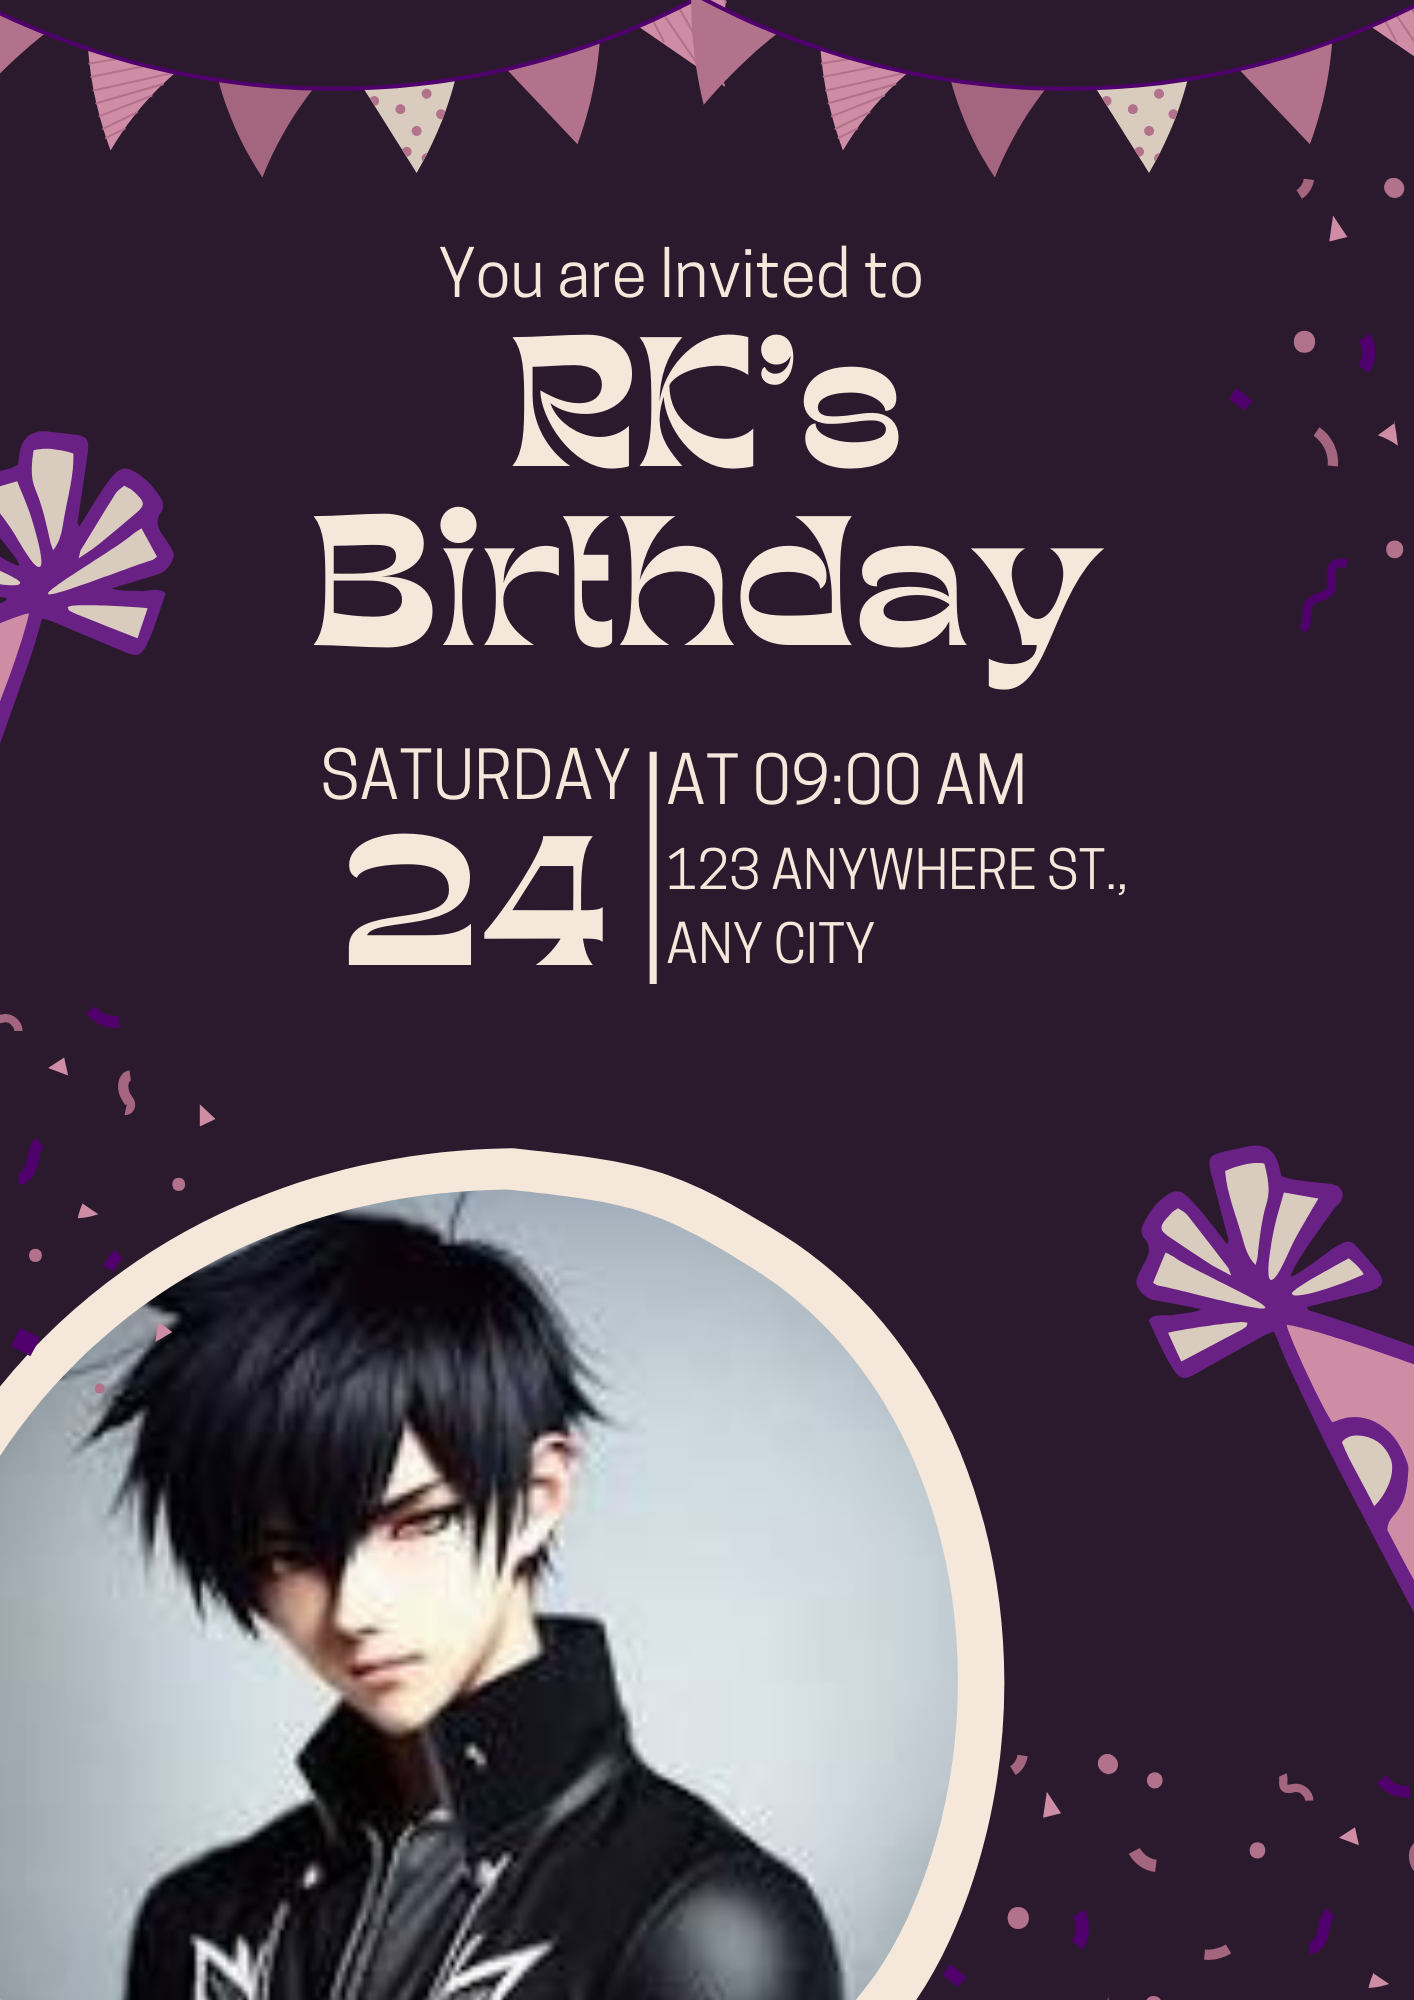 You are Invited to
RK's
Birthday
SATURDAY
24
AT 09:00 AM
123 ANYWHERE ST.,
ANY CITY